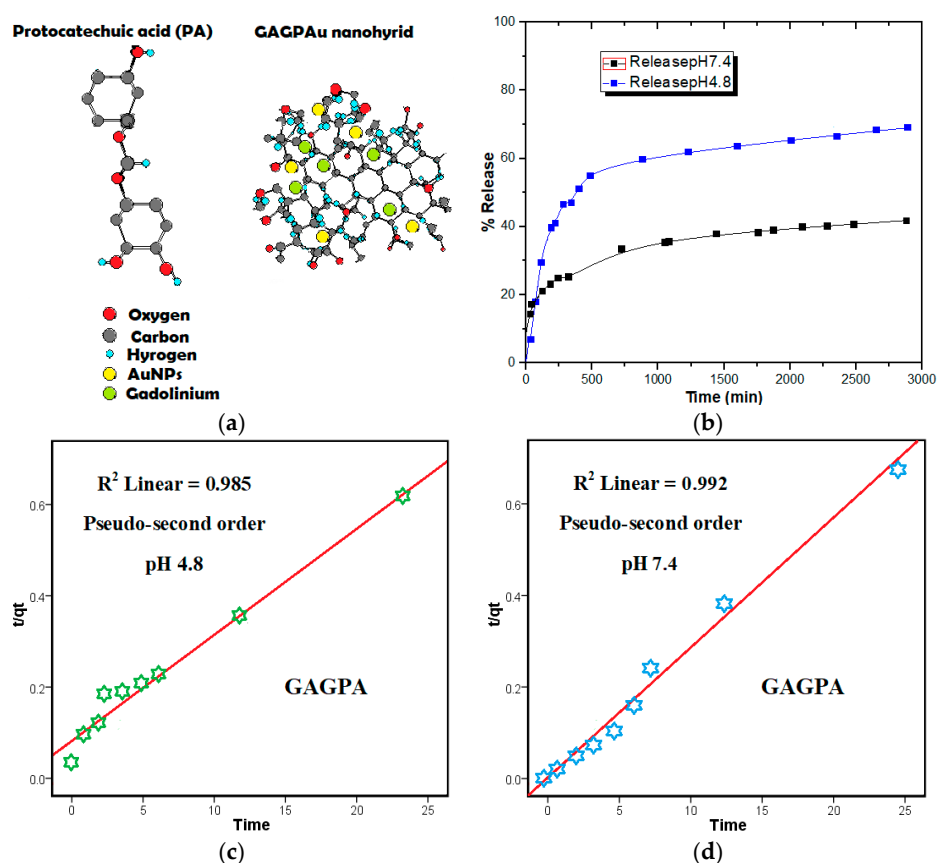 Protocatechuic acid (PA)
GAGPAu nanohyrid
Oxygen
Carbon
Hyrogen
AuNPs
Gadolinium
(a)
100
80
60
40
20
0
% Release
ReleasepH7.4
ReleasepH4.8
0 500 1000 1500 2000 2500 3000
Time (min)
(b)
R² Linear = 0.985
Pseudo-second order
pH 4.8
GAGPA
0.6
0.4
0.2
0.0
t/qt
0 5 10 15 20 25
Time
(c)
R² Linear = 0.992
Pseudo-second order
pH 7.4
GAGPA
0.6
0.4
0.2
0.0
t/qt
0 5 10 15 20 25
Time
(d)